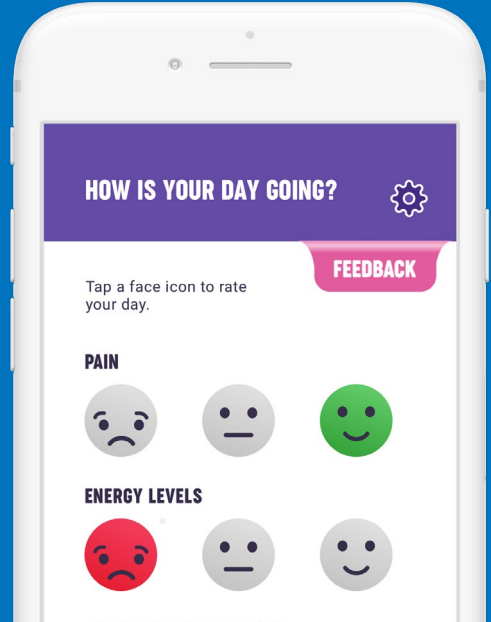 HOW IS YOUR DAY GOING?
FEEDBACK
Tap a face icon to rate
your day.
PAIN
ENERGY LEVELS